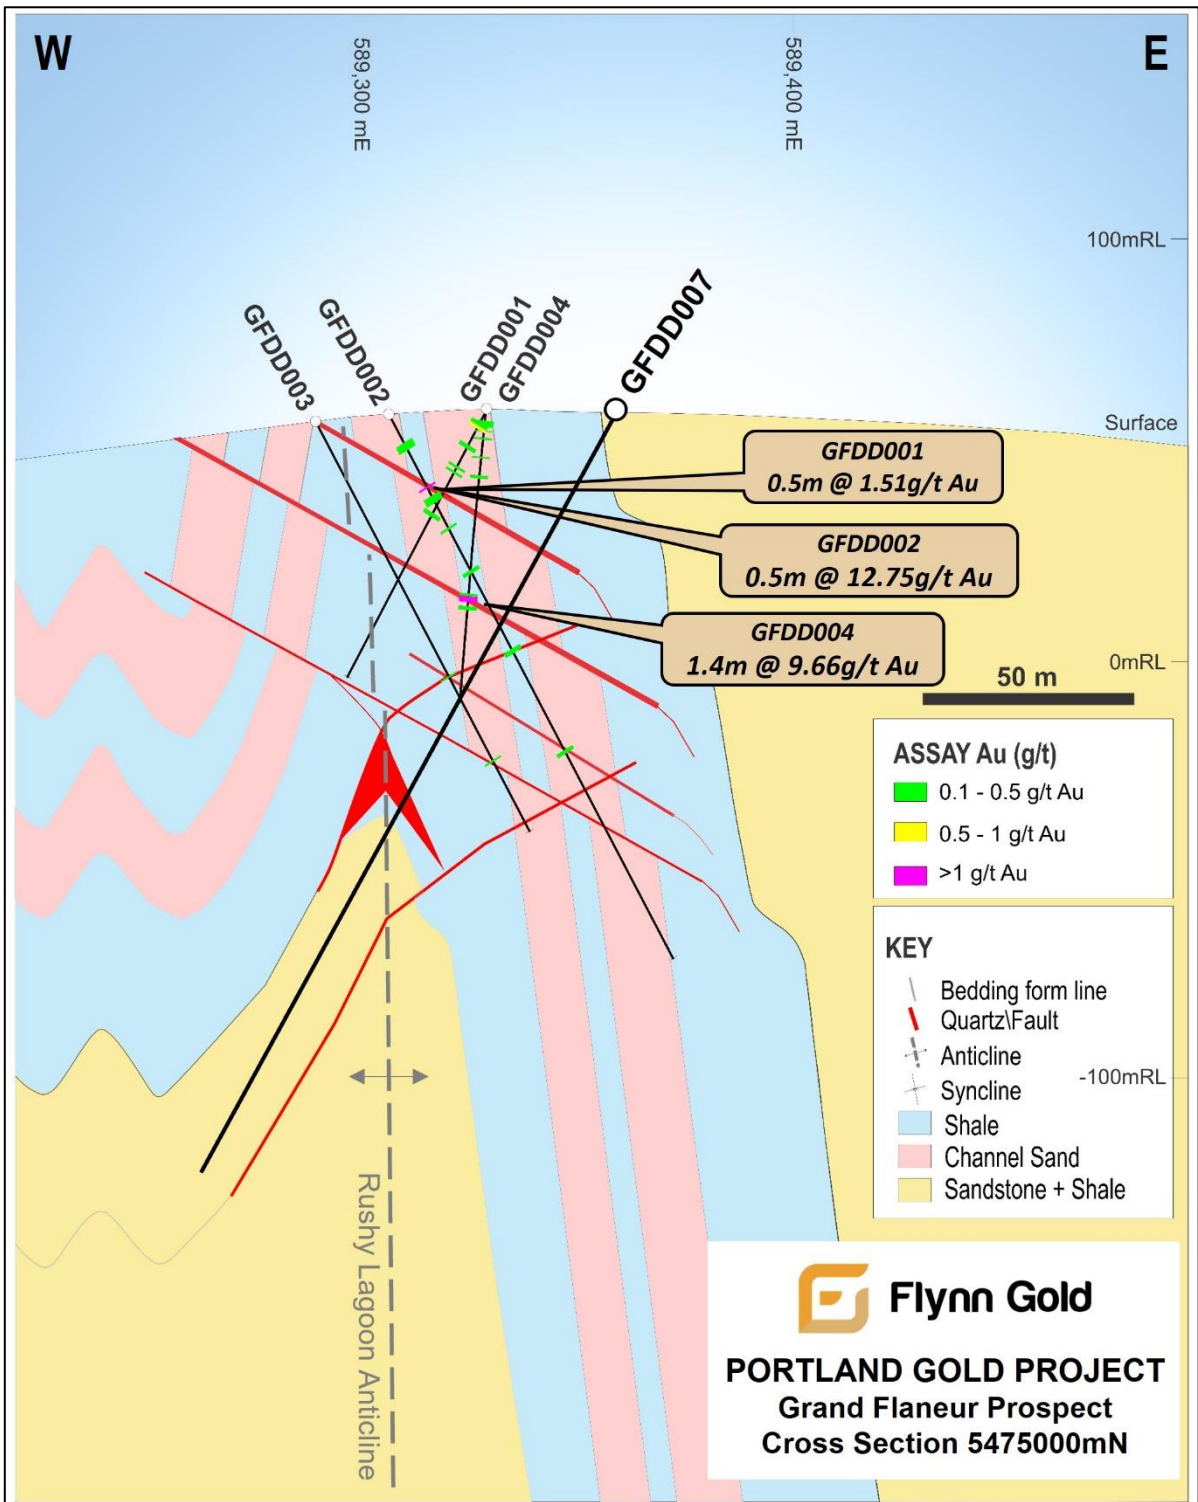 W
589,300 mE
589,400 mE
E
100mRL
GFDD003
GFDD002
GFDD001
GFDD004
GFDD007
Surface
GFDD001
0.5m @ 1.51g/t Au
GFDD002
0.5m @ 12.75g/t Au
GFDD004
1.4m @ 9.66g/t Au
0mRL
50 m
ASSAY Au (g/t)
0.1 - 0.5 g/t Au
0.5 - 1 g/t Au
>1 g/t Au
KEY
Bedding form line
Quartz\Fault
Anticline
Syncline
Shale
Channel Sand
Sandstone + Shale
-100mRL
Rushy Lagoon Anticline
Flynn Gold
PORTLAND GOLD PROJECT
Grand Flaneur Prospect
Cross Section 5475000mN